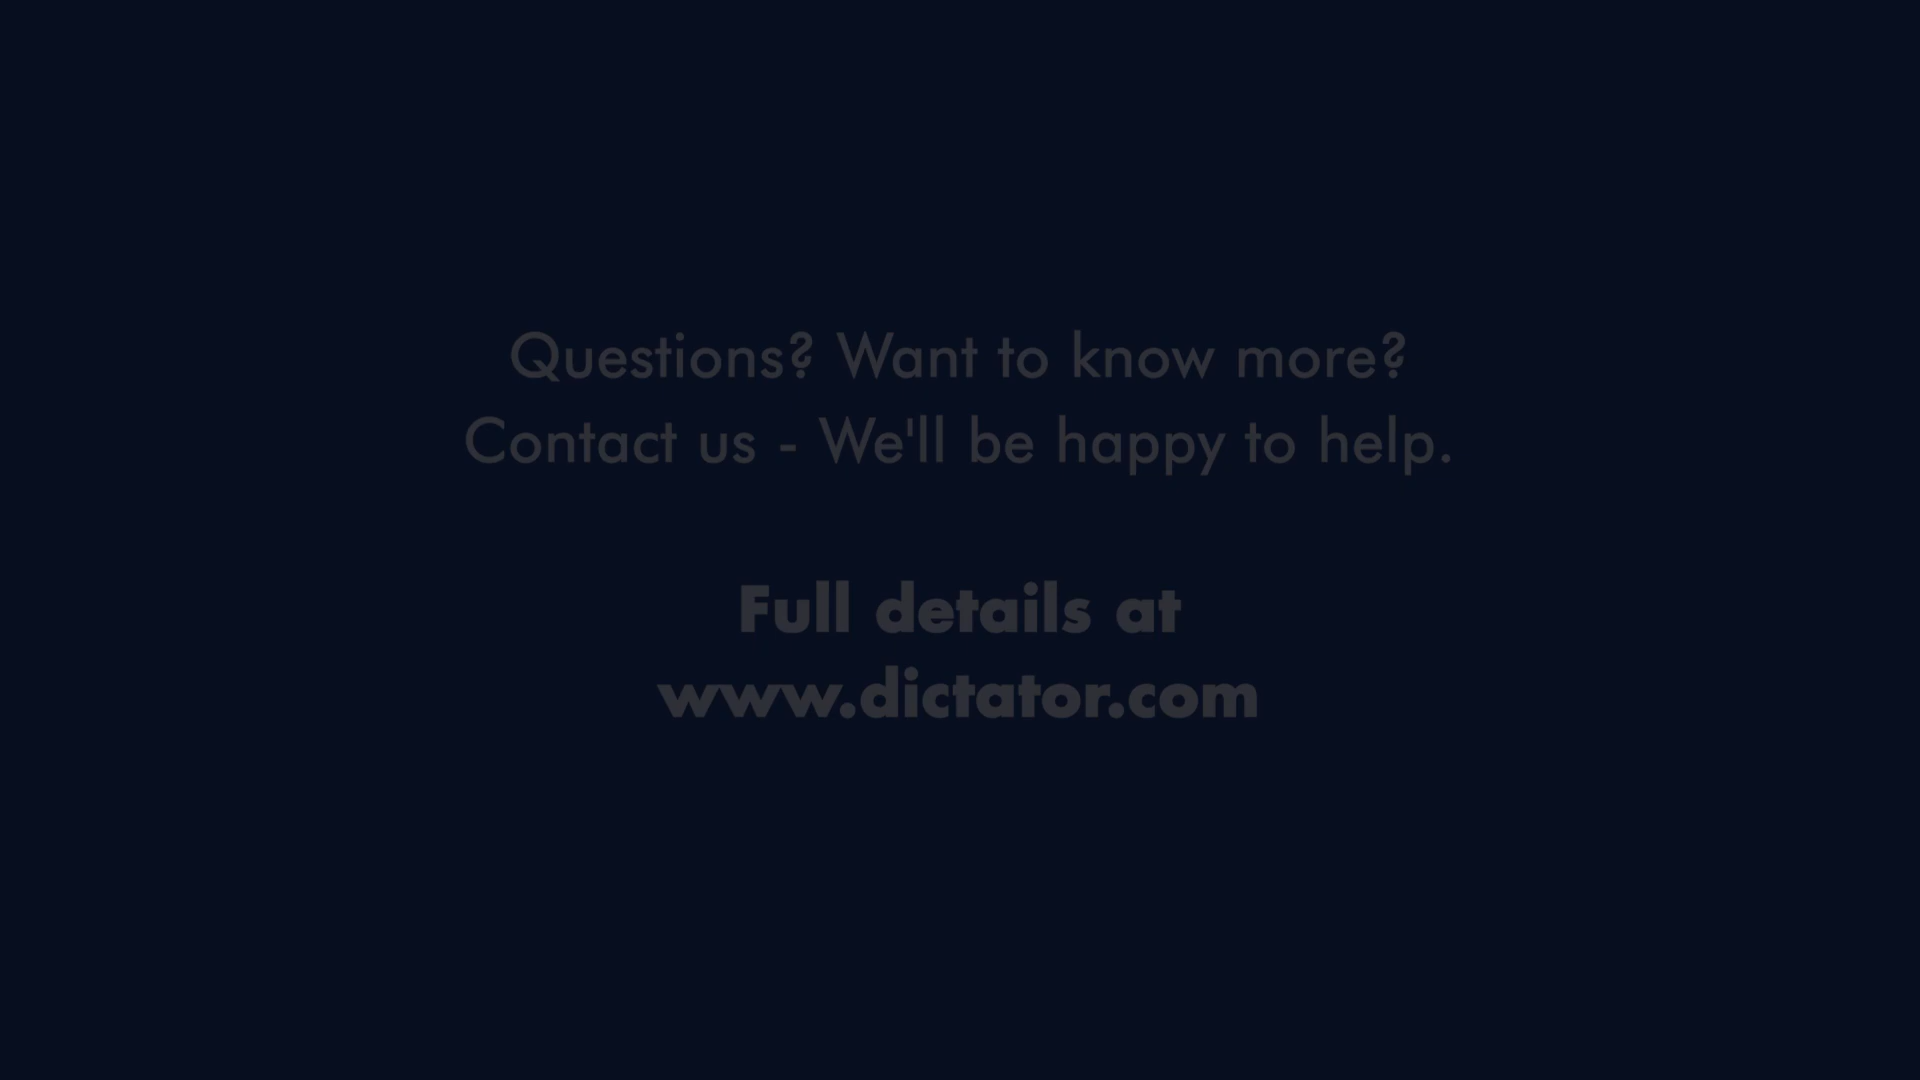 Questions? Want to know more?
Contact us - We'll be happy to help.
Full details at
www.dictator.com